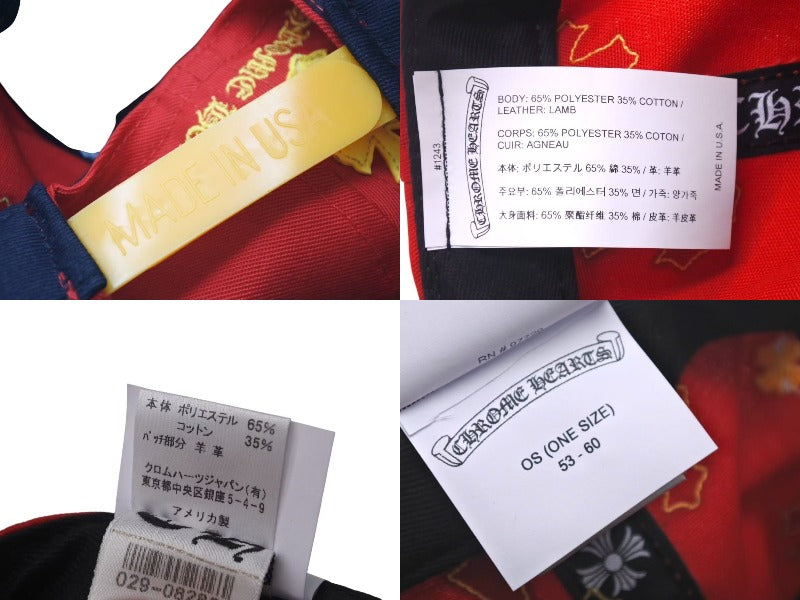 CHROME HE
MADE IN USA
CHROME HEARTS
BODY: 65% POLYESTER 35% COTTON /
LEATHER: LAMB
CORPS: 65% POLYESTER 35% COTON /
CUIR: AGNEAU
本体: ポリエステル 65% 綿 35% / 革: 羊革
주요부: 65% 폴리에스터 35% 면 / 가죽: 양가죽
大身面料: 65% 聚酯纤维 35% 棉 / 皮革: 羊皮革
#1243
MADE IN U.S.A.
CH
本体 ポリエステル 65%
コットン 35%
パッチ部分 羊革
クロムハーツジャパン(有)
東京都中央区銀座5-4-9
アメリカ製
029-0828
RN #
CHROME HEARTS
OS (ONE SIZE)
53 - 60